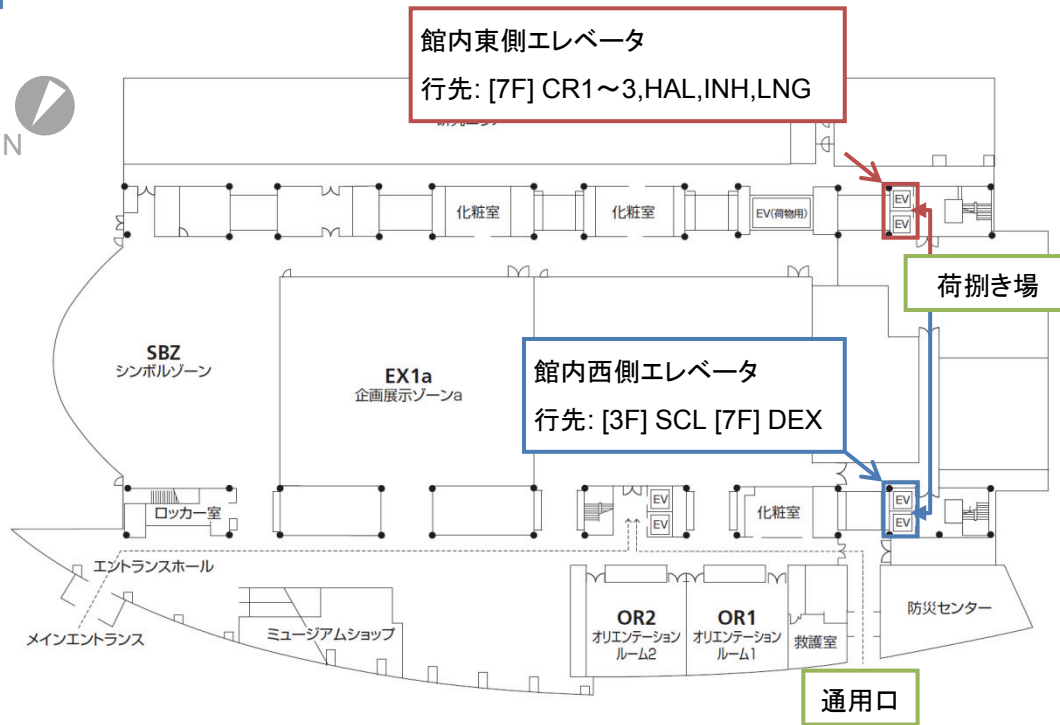 館内東側エレベータ
行先: [7F] CR1～3,HAL,INH,LNG
N
化粧室
化粧室
EV(荷物用)
EV
EV
荷捌き場
SBZ
シンボルゾーン
EX1a
企画展示ゾーンa
館内西側エレベータ
行先: [3F] SCL [7F] DEX
ロッカー室
EV
EV
化粧室
EV
EV
エントランスホール
メインエントランス
ミュージアムショップ
OR2
オリエンテーション
ルーム2
OR1
オリエンテーション
ルーム1
救護室
防災センター
通用口